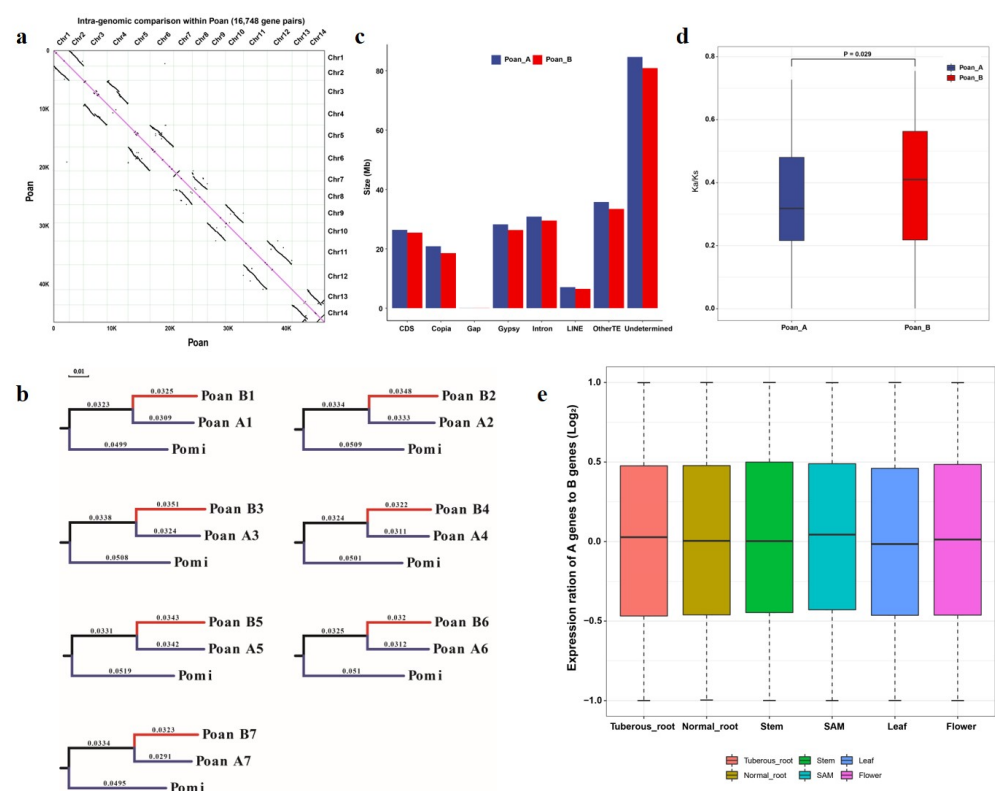 a
Intra-genomic comparison within Poan (16,748 gene pairs)
Chr1 Chr2 Chr3 Chr4 Chr5 Chr6 Chr7 Chr8 Chr9 Chr10 Chr11 Chr12 Chr13 Chr14
0
10K
20K
30K
40K
Poan
Chr1
Chr2
Chr3
Chr4
Chr5
Chr6
Chr7
Chr8
Chr9
Chr10
Chr11
Chr12
Chr13
Chr14
0 10K 20K 30K 40K
Poan
c
Poan_A Poan_B
Size (Mb)
80
60
40
20
0
CDS Copia Gap Gypsy Intron LINE OtherTE Undetermined
d
P = 0.029
Poan_A
Poan_B
Ka/Ks
0.8
0.6
0.4
0.2
0.0
Poan_A Poan_B
b
0.01
0.0325
Poan B1
0.0323
0.0309
Poan A1
0.0499
Pomi
0.0348
Poan B2
0.0334
0.0333
Poan A2
0.0509
Pomi
0.0351
Poan B3
0.0338
0.0324
Poan A3
0.0508
Pomi
0.0322
Poan B4
0.0324
0.0311
Poan A4
0.0501
Pomi
0.0343
Poan B5
0.0331
0.0342
Poan A5
0.0519
Pomi
0.032
Poan B6
0.0325
0.0312
Poan A6
0.051
Pomi
0.0323
Poan B7
0.0334
0.0291
Poan A7
0.0495
Pomi
e
Expression ration of A genes to B genes (Log₂)
1.0
0.5
0.0
−0.5
−1.0
Tuberous_root Normal_root Stem SAM Leaf Flower
Tuberous_root Stem Leaf
Normal_root SAM Flower